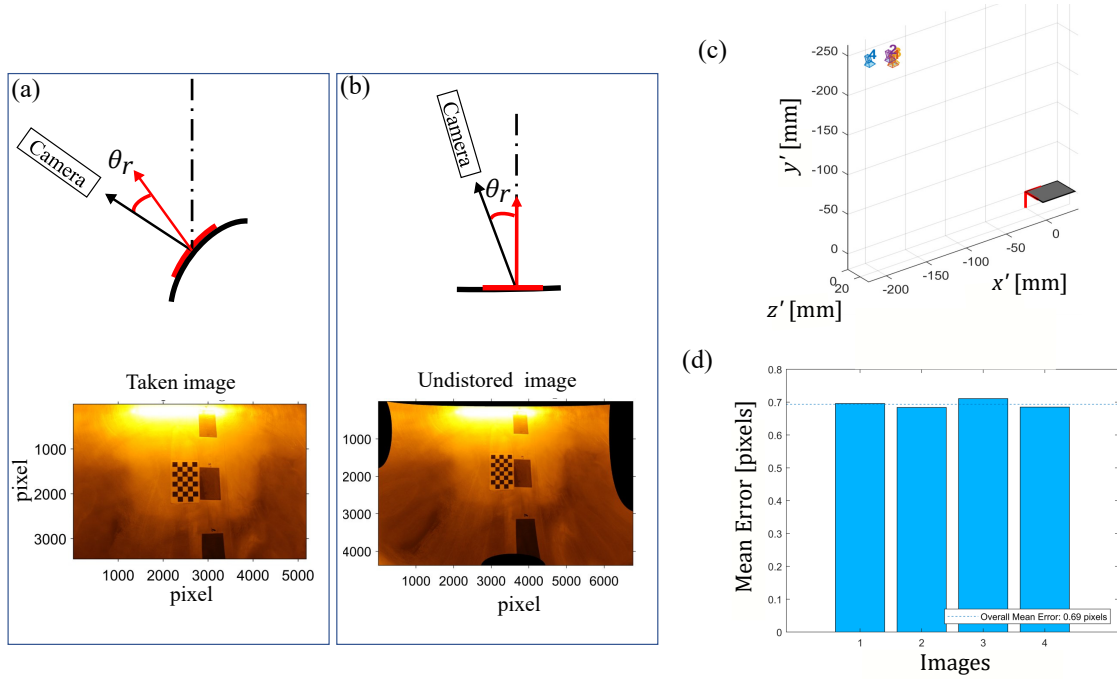 (a)
Camera
θr
Taken image
pixel
1000
2000
3000
1000 2000 3000 4000 5000
pixel
(b)
Camera
θr
Undistored image
1000
2000
3000
4000
1000 2000 3000 4000 5000 6000
pixel
(c)
y′ [mm]
-250
-200
-150
-100
-50
0
0
20
z′ [mm]
-200
-150
-100
-50
0
x′ [mm]
4
2
(d)
Mean Error [pixels]
0.8
0.7
0.6
0.5
0.4
0.3
0.2
0.1
0
Overall Mean Error: 0.69 pixels
1 2 3 4
Images